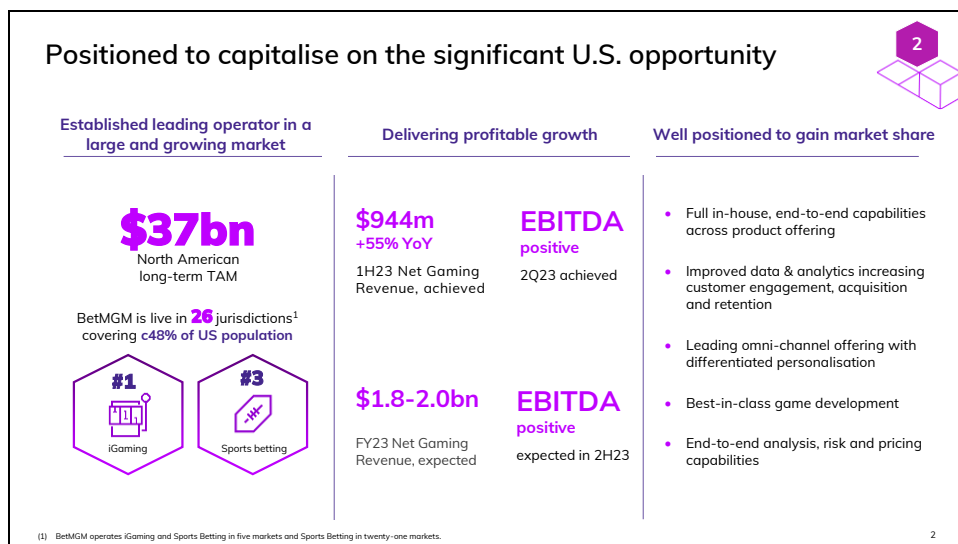 Positioned to capitalise on the significant U.S. opportunity
2
Established leading operator in a
large and growing market
$37bn
North American
long-term TAM
BetMGM is live in 26 jurisdictions¹
covering c48% of US population
#1
iGaming
#3
Sports betting
Delivering profitable growth
$944m
+55% YoY
1H23 Net Gaming
Revenue, achieved
EBITDA
positive
2Q23 achieved
$1.8-2.0bn
FY23 Net Gaming
Revenue, expected
EBITDA
positive
expected in 2H23
Well positioned to gain market share
• Full in-house, end-to-end capabilities
across product offering
• Improved data & analytics increasing
customer engagement, acquisition
and retention
• Leading omni-channel offering with
differentiated personalisation
• Best-in-class game development
• End-to-end analysis, risk and pricing
capabilities
(1) BetMGM operates iGaming and Sports Betting in five markets and Sports Betting in twenty-one markets.
2